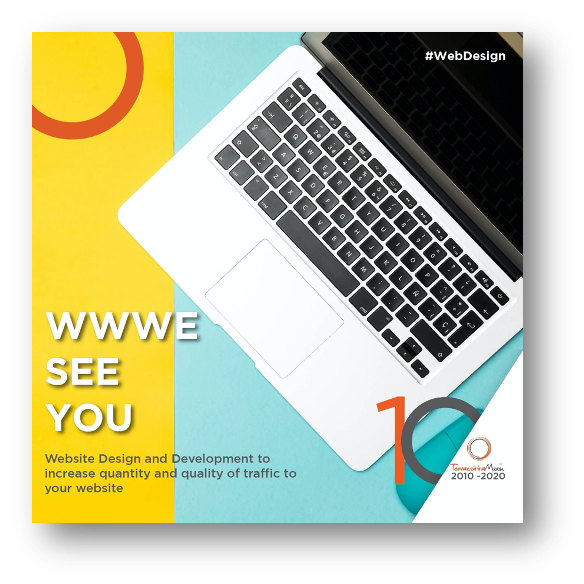 #WebDesign
WWWE
SEE
YOU
Website Design and Development to
increase quantity and quality of traffic to
your website
10
TerracottaMoon
2010 -2020